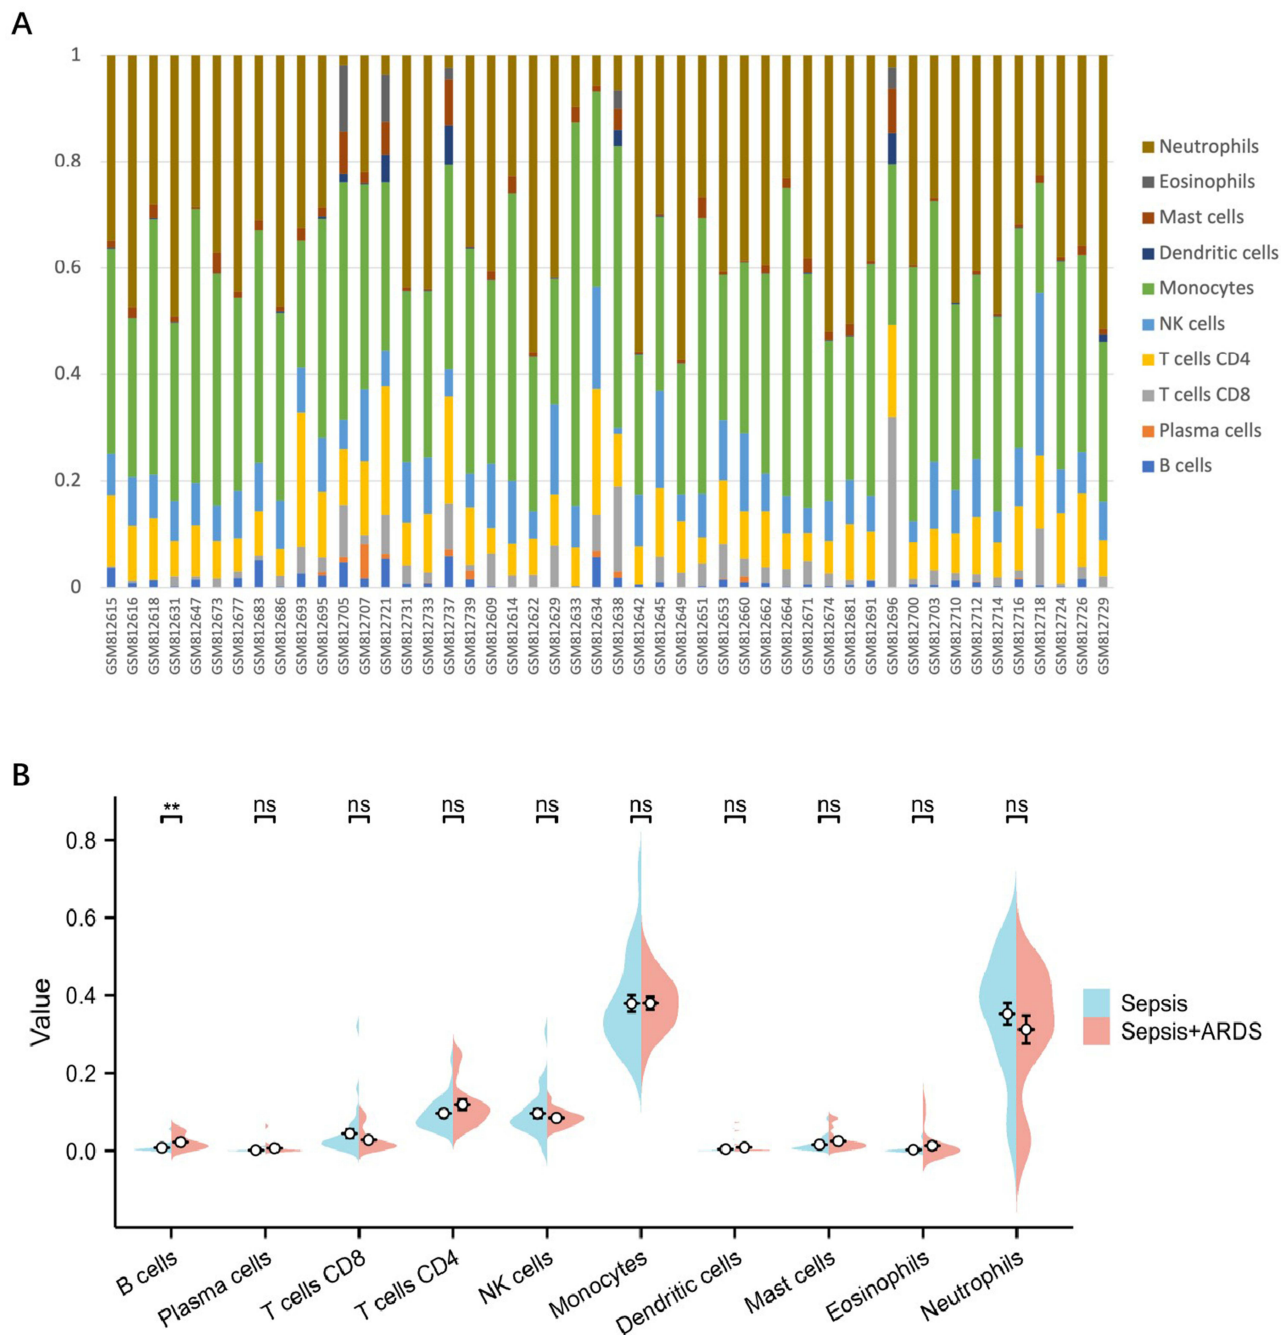 A
1
0.8
0.6
0.4
0.2
0
GSM812615
GSM812616
GSM812618
GSM812631
GSM812647
GSM812673
GSM812677
GSM812683
GSM812686
GSM812693
GSM812695
GSM812705
GSM812707
GSM812721
GSM812731
GSM812733
GSM812737
GSM812739
GSM812609
GSM812614
GSM812622
GSM812629
GSM812633
GSM812634
GSM812638
GSM812642
GSM812645
GSM812649
GSM812651
GSM812653
GSM812660
GSM812662
GSM812664
GSM812671
GSM812674
GSM812681
GSM812691
GSM812696
GSM812700
GSM812703
GSM812710
GSM812712
GSM812714
GSM812716
GSM812718
GSM812724
GSM812726
GSM812729
Neutrophils
Eosinophils
Mast cells
Dendritic cells
Monocytes
NK cells
T cells CD4
T cells CD8
Plasma cells
B cells
B
** ns ns ns ns ns ns ns ns ns
0.8
0.6
0.4
0.2
0.0
Value
B cells
Plasma cells
T cells CD8
T cells CD4
NK cells
Monocytes
Dendritic cells
Mast cells
Eosinophils
Neutrophils
Sepsis
Sepsis+ARDS